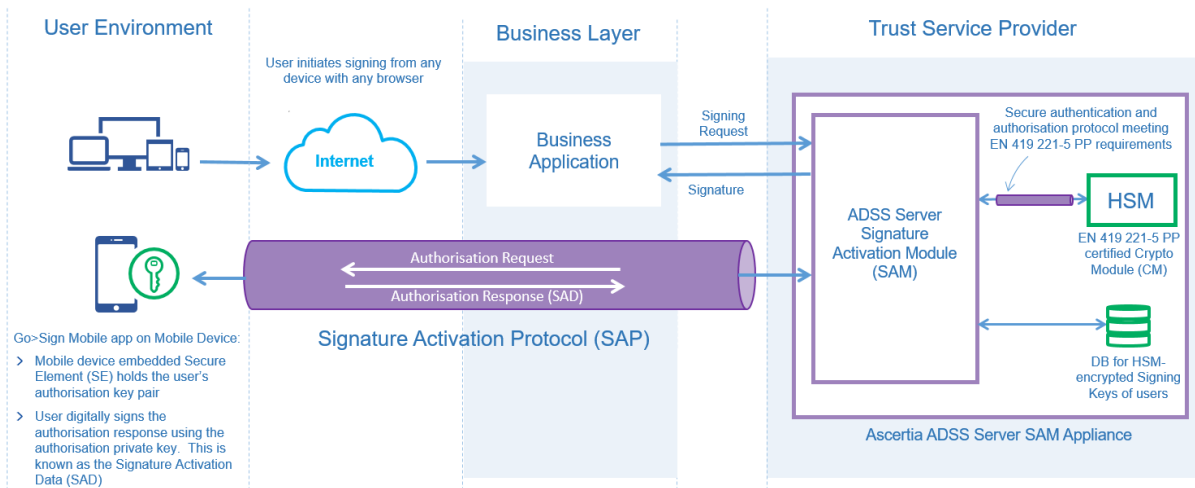 User Environment
Business Layer
Trust Service Provider
User initiates signing from any
device with any browser
Internet
Business
Application
Signing
Request
Signature
Secure authentication and
authorisation protocol meeting
EN 419 221-5 PP requirements
HSM
EN 419 221-5 PP
certified Crypto
Module (CM)
ADSS Server
Signature
Activation Module
(SAM)
Authorisation Request
Authorisation Response (SAD)
Signature Activation Protocol (SAP)
DB for HSM-
encrypted Signing
Keys of users
Ascertia ADSS Server SAM Appliance
Go>Sign Mobile app on Mobile Device:
> Mobile device embedded Secure
Element (SE) holds the user's
authorisation key pair
> User digitally signs the
authorisation response using the
authorisation private key. This is
known as the Signature Activation
Data (SAD)